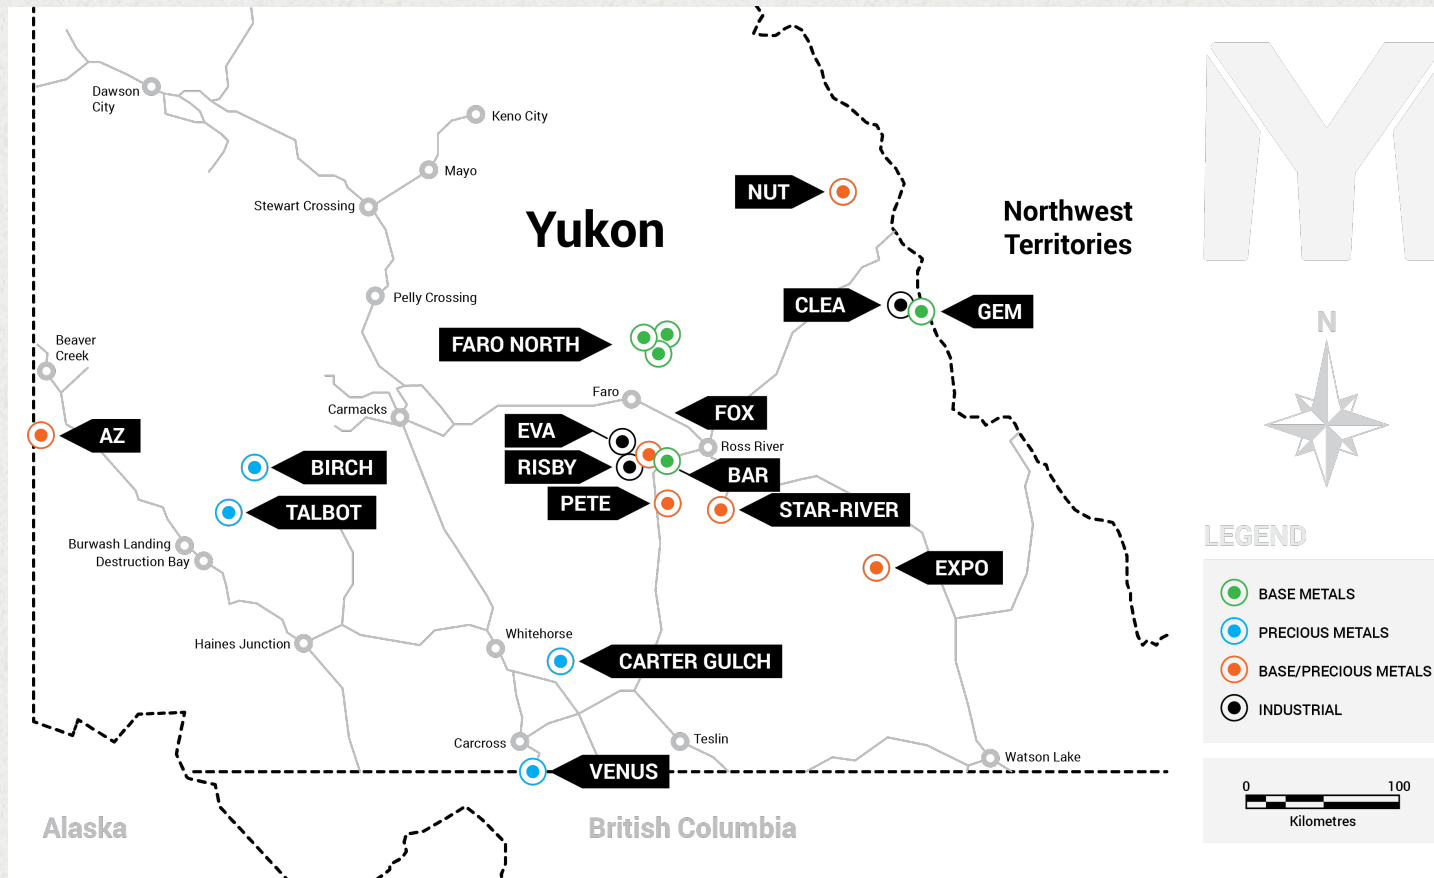 Dawson
City
Keno City
Mayo
Stewart Crossing
NUT
Yukon
Northwest
Territories
Pelly Crossing
CLEA
GEM
N
Beaver
Creek
FARO NORTH
Faro
Carmacks
FOX
AZ
EVA
Ross River
BIRCH
RISBY
BAR
TALBOT
PETE
STAR-RIVER
Burwash Landing
Destruction Bay
EXPO
Haines Junction
Whitehorse
CARTER GULCH
Carcross
Teslin
Watson Lake
VENUS
Alaska
British Columbia
LEGEND
BASE METALS
PRECIOUS METALS
BASE/PRECIOUS METALS
INDUSTRIAL
0 100
Kilometres